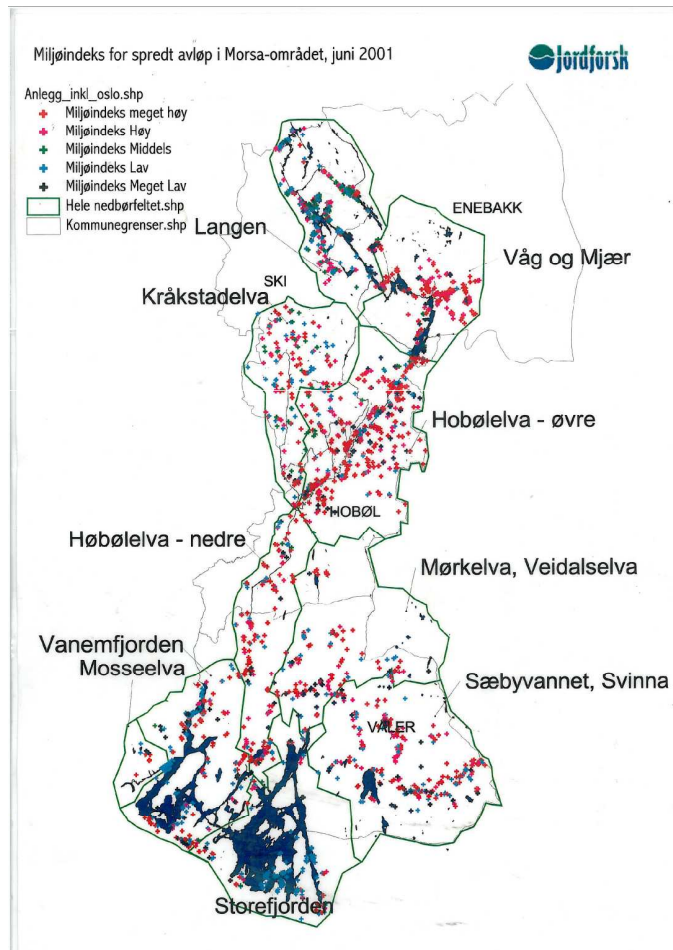 Miljøindeks for spredt avløp i Morsa-området, juni 2001
Jordforsk
Anlegg_inkl_oslo.shp
Miljøindeks meget høy
Miljøindeks Høy
Miljøindeks Middels
Miljøindeks Lav
Miljøindeks Meget Lav
Hele nedbørfeltet.shp
Kommunegrenser.shp
ENEBAKK
Langen
Våg og Mjær
SKI
Kråkstadelva
Hobølelva - øvre
HOBØL
Høbølelva - nedre
Mørkelva, Veidalselva
Vanemfjorden
Mosseelva
Sæbyvannet, Svinna
VÅLER
Storefjorden